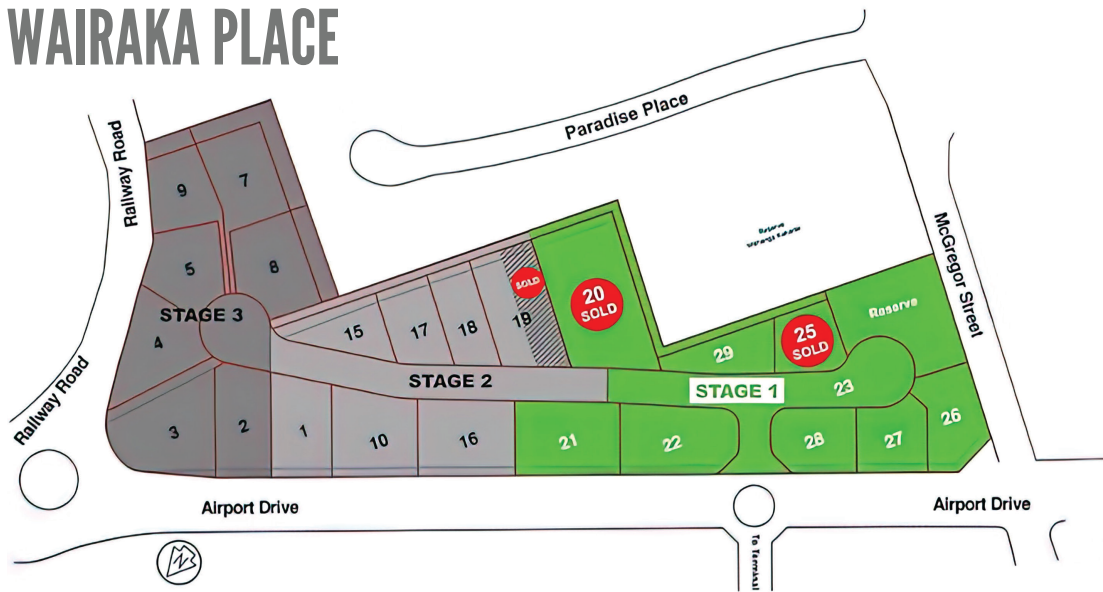 WAIRAKA PLACE
Paradise Place
Railway Road
9
7
5
8
STAGE 3
4
3
2
1
10
16
15
17
18
19
SOLD
20
SOLD
STAGE 2
29
25
SOLD
Reserve
STAGE 1
23
21
22
28
27
26
McGregor Street
Railway Road
Airport Drive
Airport Drive
To Terminal
N